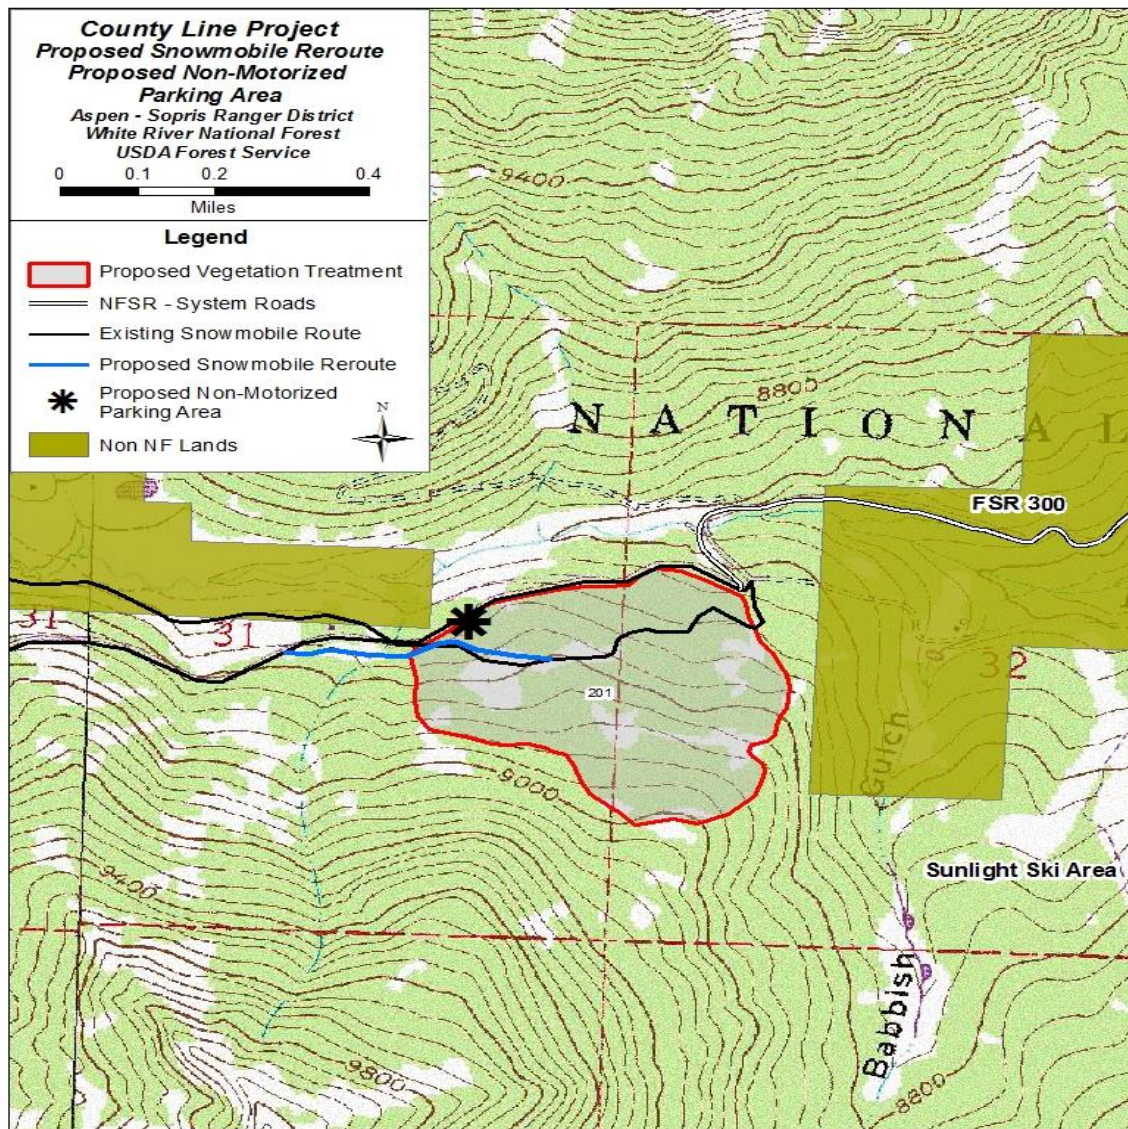 County Line Project
Proposed Snowmobile Reroute
Proposed Non-Motorized
Parking Area
Aspen - Sopris Ranger District
White River National Forest
USDA Forest Service
0 0.1 0.2 0.4
Miles
Legend
Proposed Vegetation Treatment
NFSR - System Roads
Existing Snowmobile Route
Proposed Snowmobile Reroute
Proposed Non-Motorized
Parking Area
N
Non NF Lands
9400
8800
NATIONAL
FSR 300
31
31
32
201
Gulch
9000
Sunlight Ski Area
9400
Babbish
9800
8800